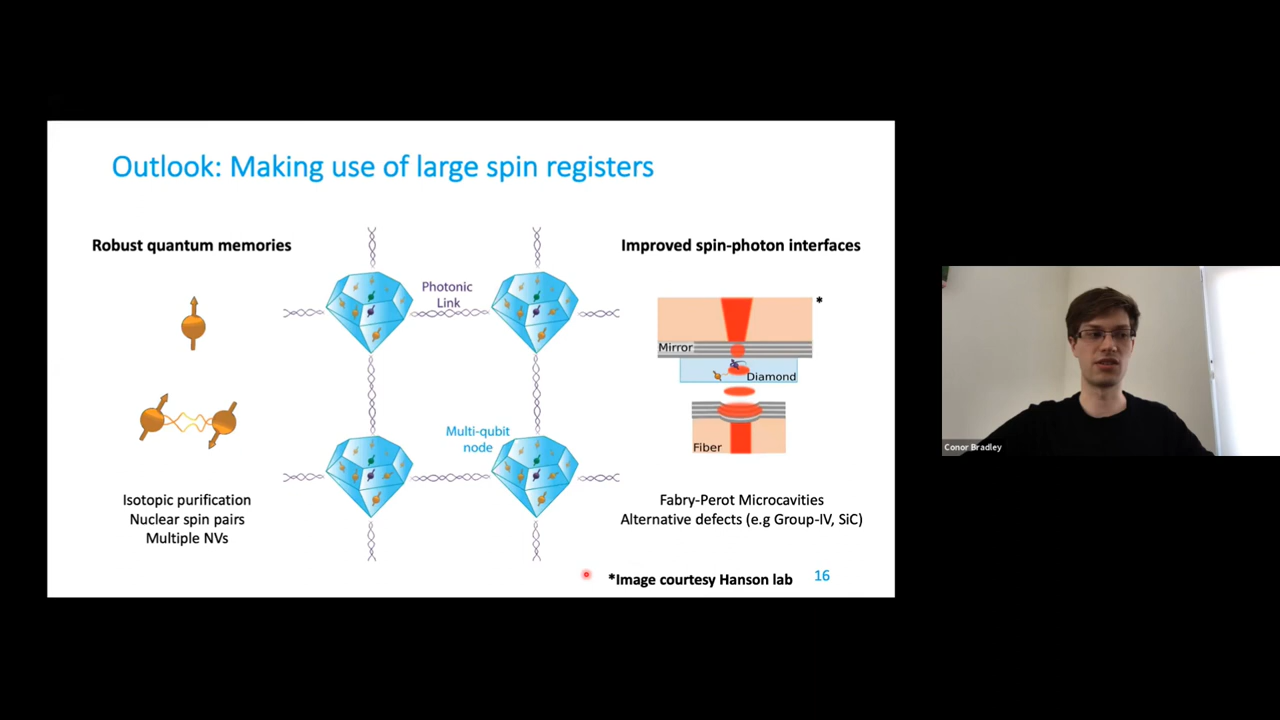 Outlook: Making use of large spin registers
Robust quantum memories
Isotopic purification
Nuclear spin pairs
Multiple NVs
Photonic
Link
Multi-qubit
node
Improved spin-photon interfaces
*
Mirror
Diamond
Fiber
Fabry-Perot Microcavities
Alternative defects (e.g Group-IV, SiC)
*Image courtesy Hanson lab
16
Conor Bradley